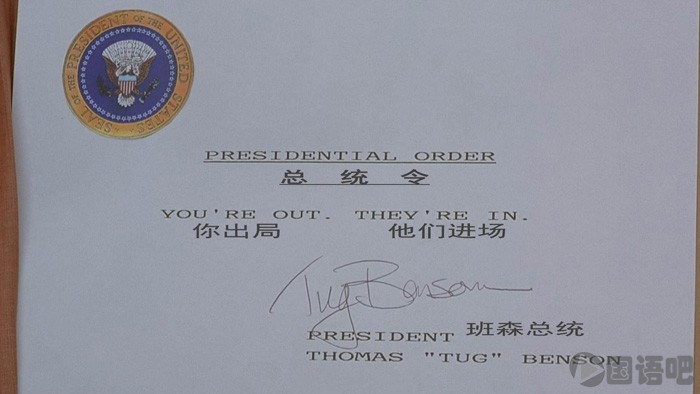 SEAL OF THE PRESIDENT OF THE UNITED STATES
PRESIDENTIAL ORDER
总统令
YOU'RE OUT. THEY'RE IN.
你出局 他们进场
Tug Benson
PRESIDENT 班森总统
THOMAS "TUG" BENSON
国语吧